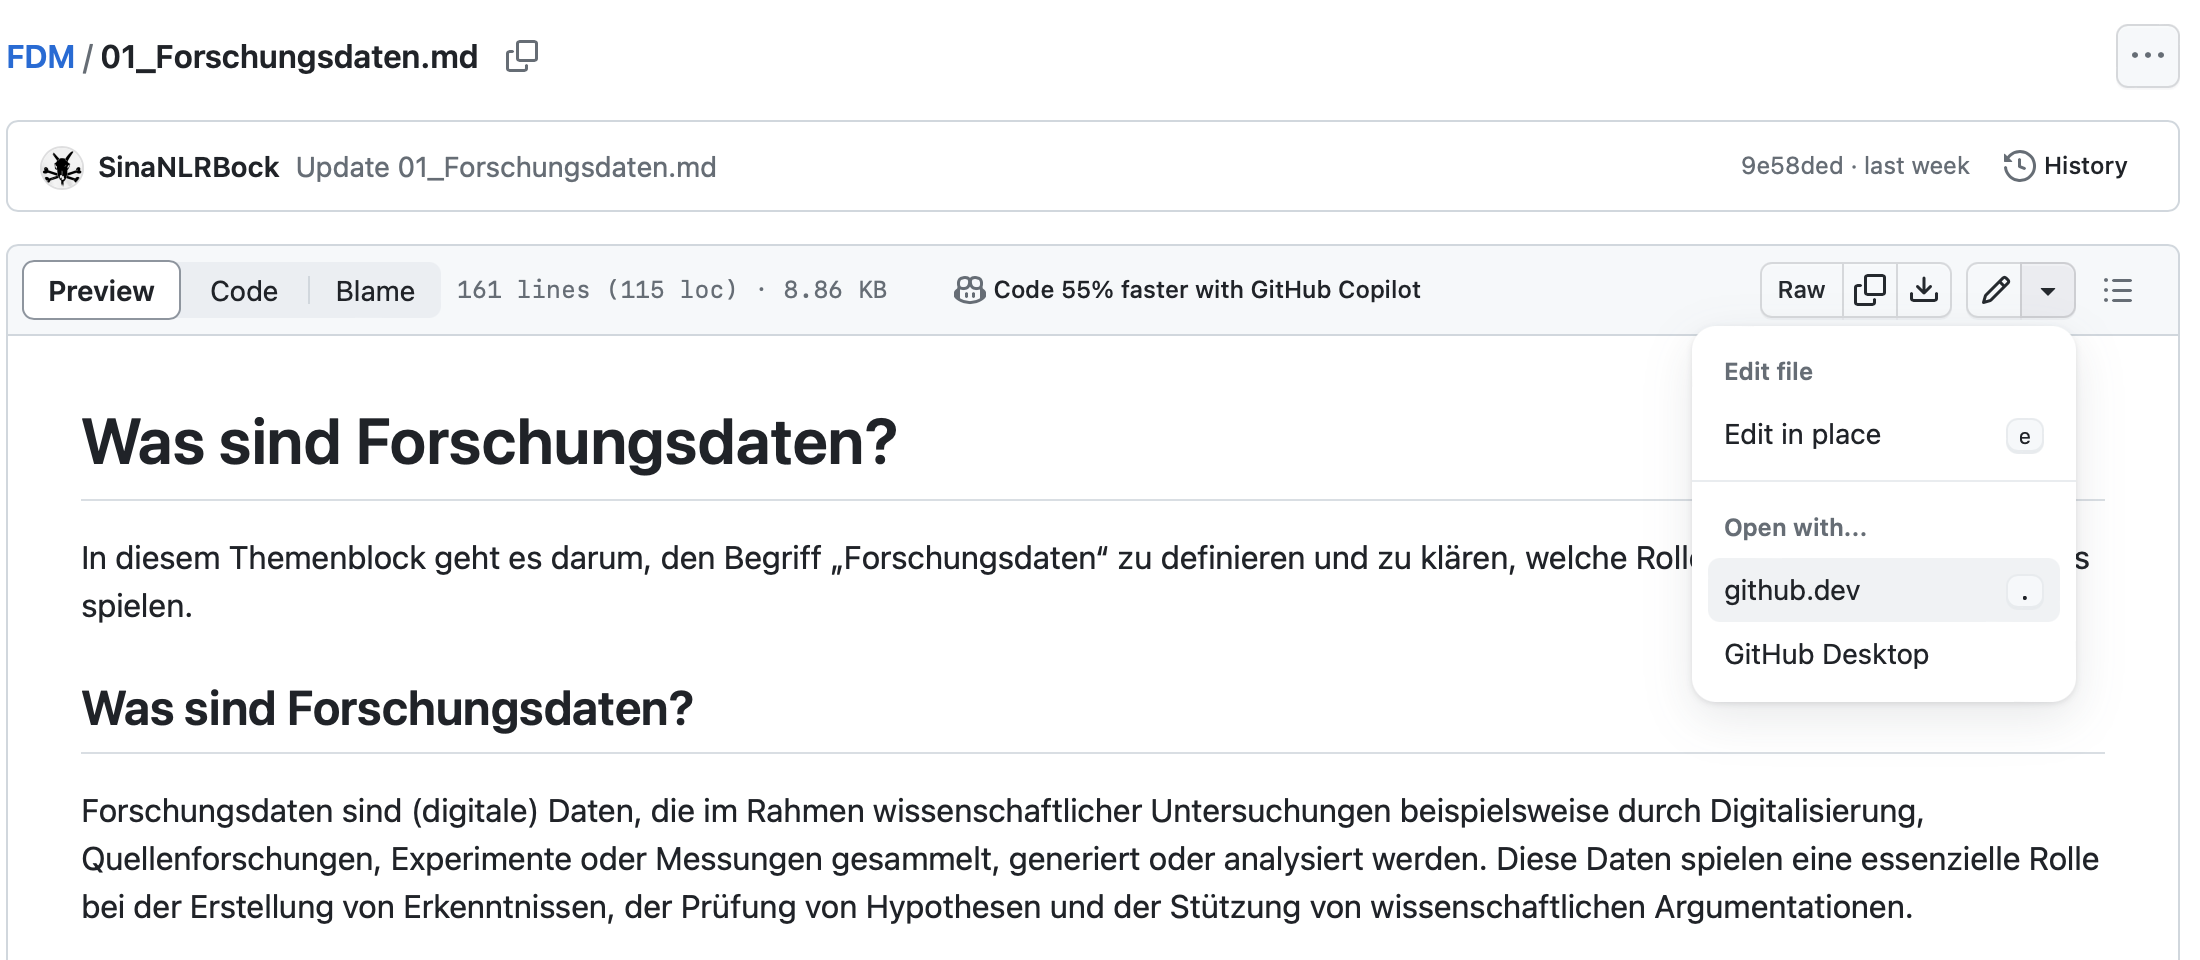 FDM / 01_Forschungsdaten.md
SinaNLRBock Update 01_Forschungsdaten.md 9e58ded · last week History
Preview Code Blame 161 lines (115 loc) · 8.86 KB Code 55% faster with GitHub Copilot Raw
Edit file
Edit in place e
Open with...
github.dev .
GitHub Desktop
Was sind Forschungsdaten?
In diesem Themenblock geht es darum, den Begriff „Forschungsdaten“ zu definieren und zu klären, welche
spielen.
Was sind Forschungsdaten?
Forschungsdaten sind (digitale) Daten, die im Rahmen wissenschaftlicher Untersuchungen beispielsweise durch Digitalisierung,
Quellenforschungen, Experimente oder Messungen gesammelt, generiert oder analysiert werden. Diese Daten spielen eine essenzielle Rolle
bei der Erstellung von Erkenntnissen, der Prüfung von Hypothesen und der Stützung von wissenschaftlichen Argumentationen.